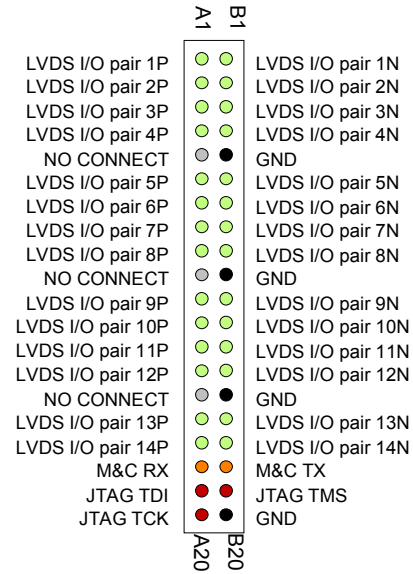 A1 B1
LVDS I/O pair 1P LVDS I/O pair 1N
LVDS I/O pair 2P LVDS I/O pair 2N
LVDS I/O pair 3P LVDS I/O pair 3N
LVDS I/O pair 4P LVDS I/O pair 4N
NO CONNECT GND
LVDS I/O pair 5P LVDS I/O pair 5N
LVDS I/O pair 6P LVDS I/O pair 6N
LVDS I/O pair 7P LVDS I/O pair 7N
LVDS I/O pair 8P LVDS I/O pair 8N
NO CONNECT GND
LVDS I/O pair 9P LVDS I/O pair 9N
LVDS I/O pair 10P LVDS I/O pair 10N
LVDS I/O pair 11P LVDS I/O pair 11N
LVDS I/O pair 12P LVDS I/O pair 12N
NO CONNECT GND
LVDS I/O pair 13P LVDS I/O pair 13N
LVDS I/O pair 14P LVDS I/O pair 14N
M&C RX M&C TX
JTAG TDI JTAG TMS
JTAG TCK GND
A20 B20